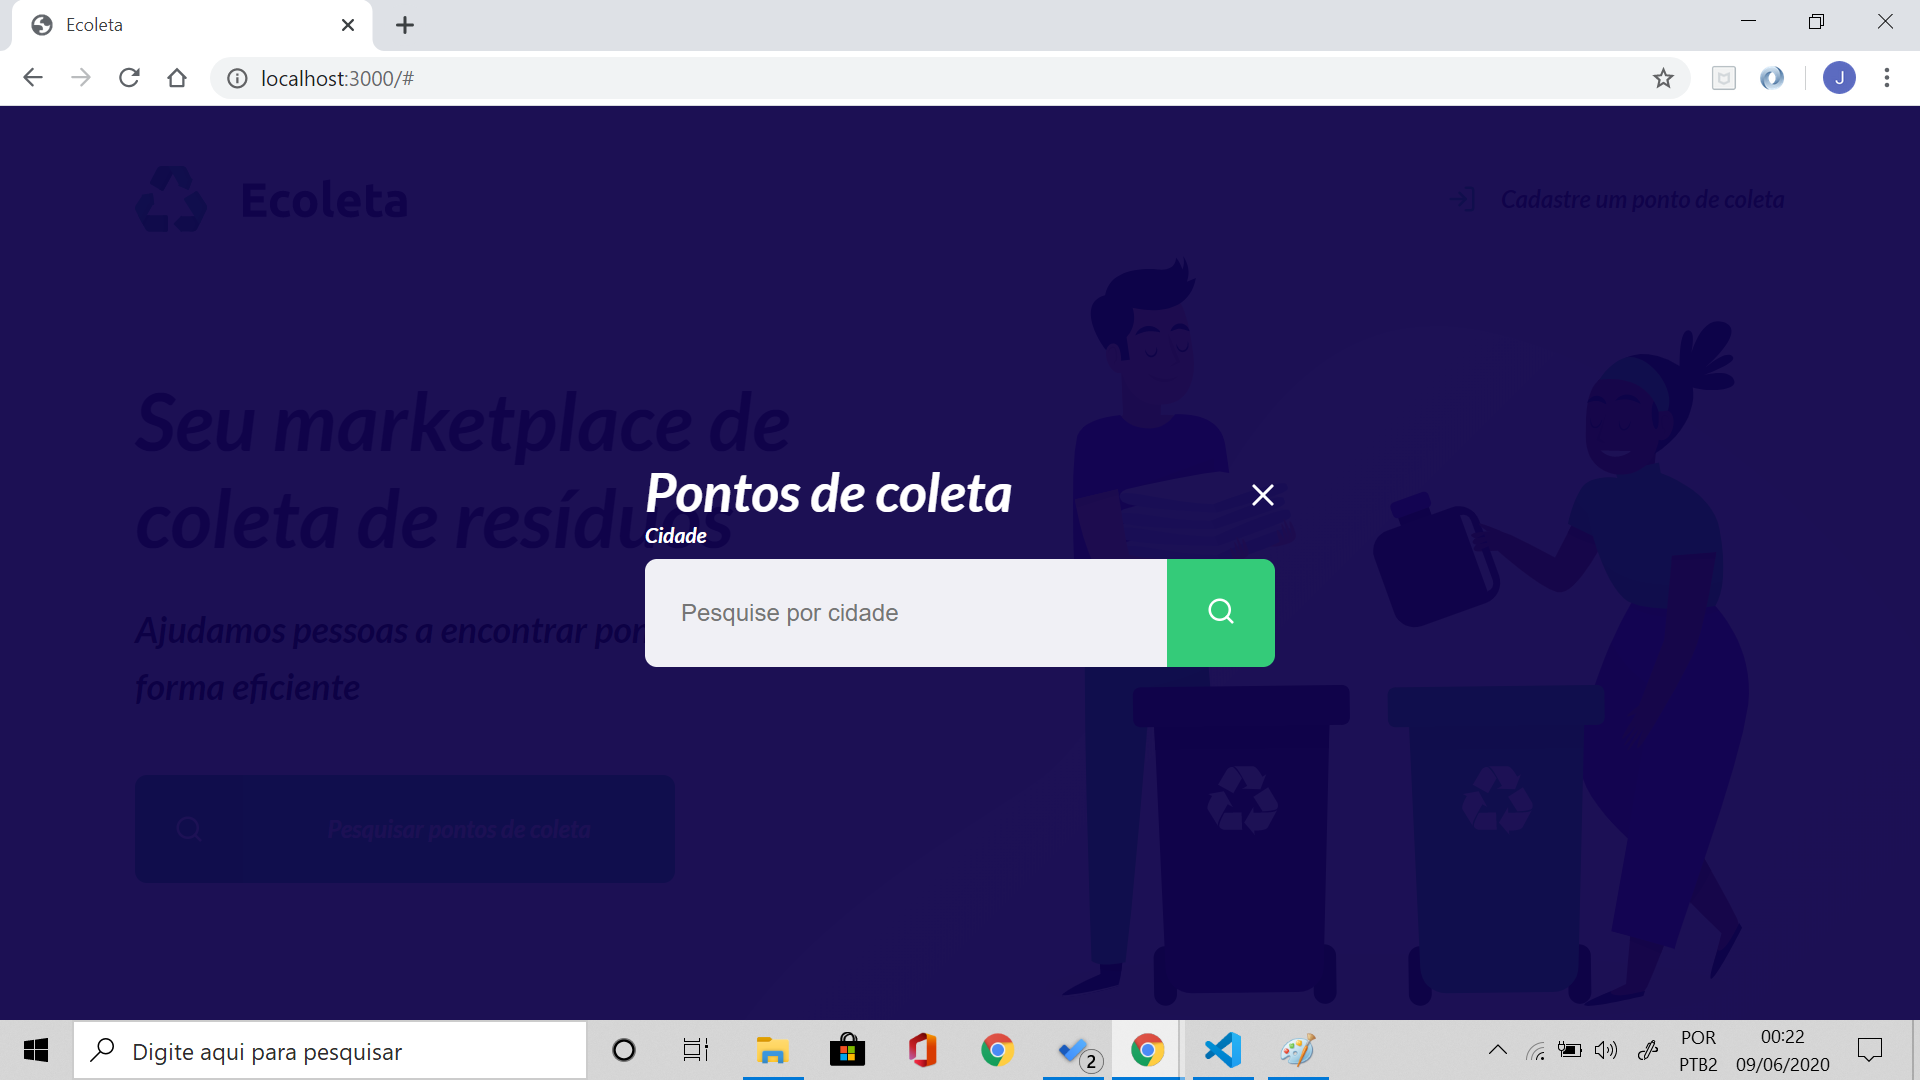 Ecoleta
localhost:3000/#
J
Ecoleta
Cadastre um ponto de coleta
Seu marketplace de
coleta de resíduos
Pontos de coleta
Cidade
Pesquise por cidade
Ajudamos pessoas a encontrar
forma eficiente
Pesquisar pontos de coleta
Digite aqui para pesquisar
2
POR
PTB2
00:22
09/06/2020